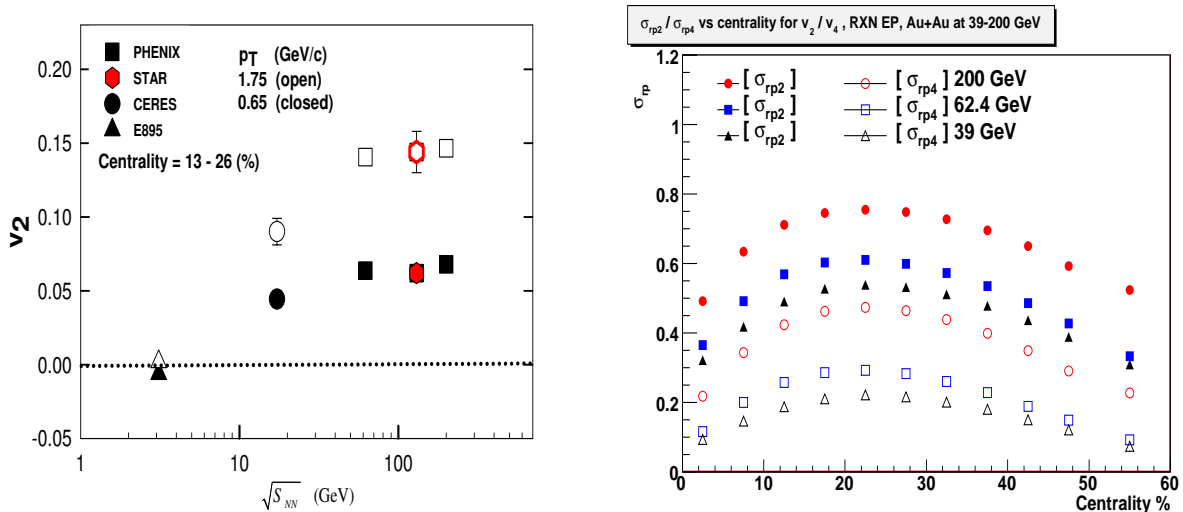 PHENIX
STAR
CERES
E895
pT (GeV/c)
1.75 (open)
0.65 (closed)
Centrality = 13 - 26 (%)
0.20
0.15
0.10
0.05
0.00
-0.05
v2
1 10 100
√S_NN (GeV)
σrp2 / σrp4 vs centrality for v2 / v4 , RXN EP, Au+Au at 39-200 GeV
σrp
1.2
1
0.8
0.6
0.4
0.2
0
[ σrp2 ] [ σrp4 ] 200 GeV
[ σrp2 ] [ σrp4 ] 62.4 GeV
[ σrp2 ] [ σrp4 ] 39 GeV
0 10 20 30 40 50 60
Centrality %